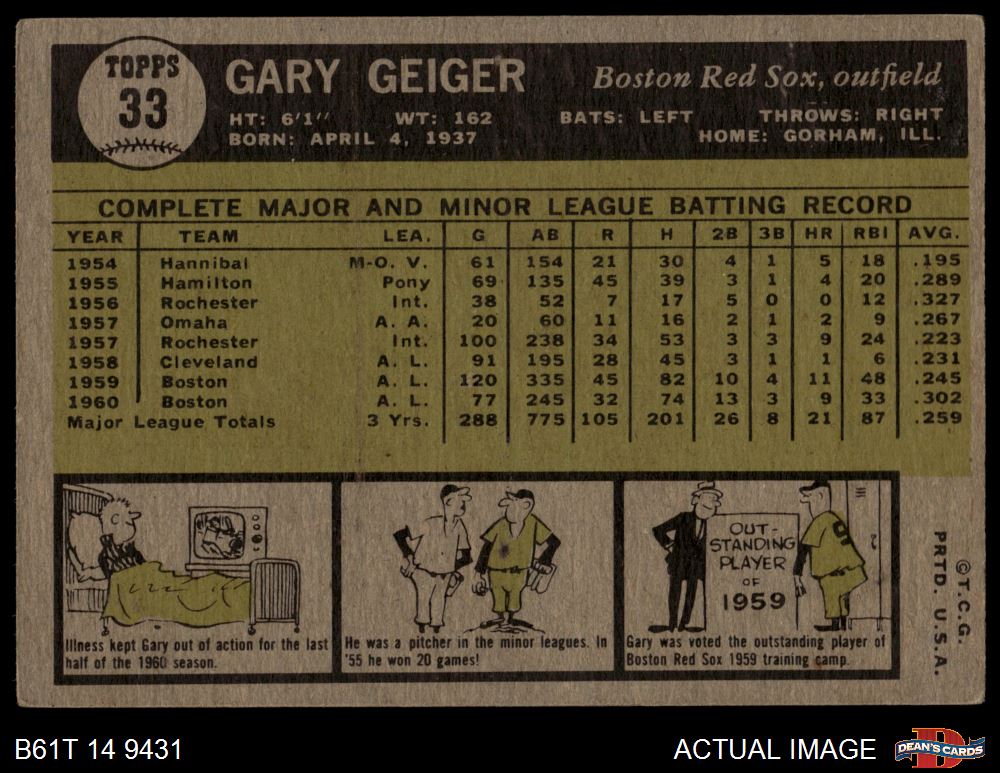 TOPPS
33
GARY GEIGER
Boston Red Sox, outfield
HT: 6'1" WT: 162 BATS: LEFT THROWS: RIGHT
BORN: APRIL 4, 1937 HOME: GORHAM, ILL.
COMPLETE MAJOR AND MINOR LEAGUE BATTING RECORD
YEAR TEAM LEA. G AB R H 2B 3B HR RBI AVG.
1954 Hannibal M-O. V. 61 154 21 30 4 1 5 18 .195
1955 Hamilton Pony 69 135 45 39 3 1 4 20 .289
1956 Rochester Int. 38 52 7 17 5 0 0 12 .327
1957 Omaha A. A. 20 60 11 16 2 1 2 9 .267
1957 Rochester Int. 100 238 34 53 3 3 9 24 .223
1958 Cleveland A. L. 91 195 28 45 3 1 1 6 .231
1959 Boston A. L. 120 335 45 82 10 4 11 48 .245
1960 Boston A. L. 77 245 32 74 13 3 9 33 .302
Major League Totals 3 Yrs. 288 775 105 201 26 8 21 87 .259
Illness kept Gary out of action for the last
half of the 1960 season.
He was a pitcher in the minor leagues. In
'55 he won 20 games!
OUT-
STANDING
PLAYER
OF
1959
Gary was voted the outstanding player of
Boston Red Sox 1959 training camp.
©T.C.G.
PRTD. U.S.A.
B61T 14 9431
ACTUAL IMAGE
DEAN'S CARDS